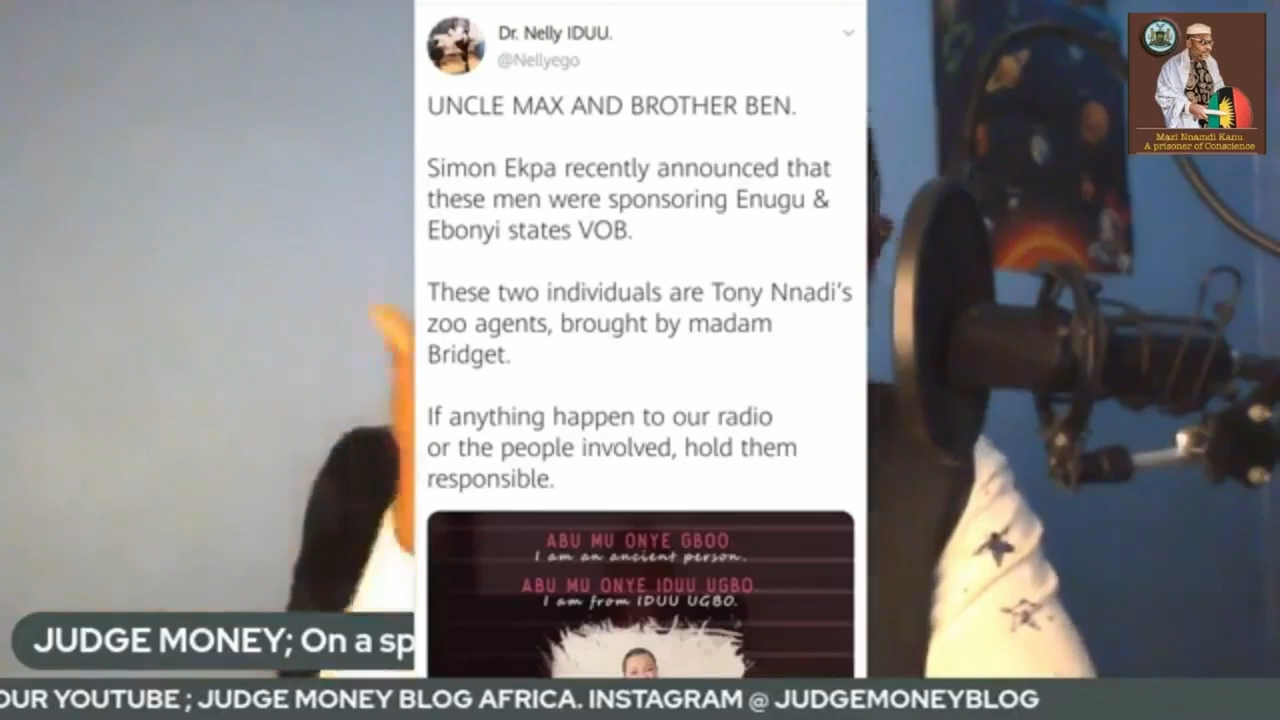 Dr. Nelly IDUU.
@Nellyego
UNCLE MAX AND BROTHER BEN.
Simon Ekpa recently announced that
these men were sponsoring Enugu &
Ebonyi states VOB.
These two individuals are Tony Nnadi's
zoo agents, brought by madam
Bridget.
If anything happen to our radio
or the people involved, hold them
responsible.
ABU MU ONYE GBOO.
I am an ancient person.
ABU MU ONYE IDUU UGBO.
I am from IDUU UGBO.
Mazi Nnamdi Kanu
A prisoner of Conscience
JUDGE MONEY; On a sp
OUR YOUTUBE ; JUDGE MONEY BLOG AFRICA. INSTAGRAM @ JUDGEMONEYBLOG